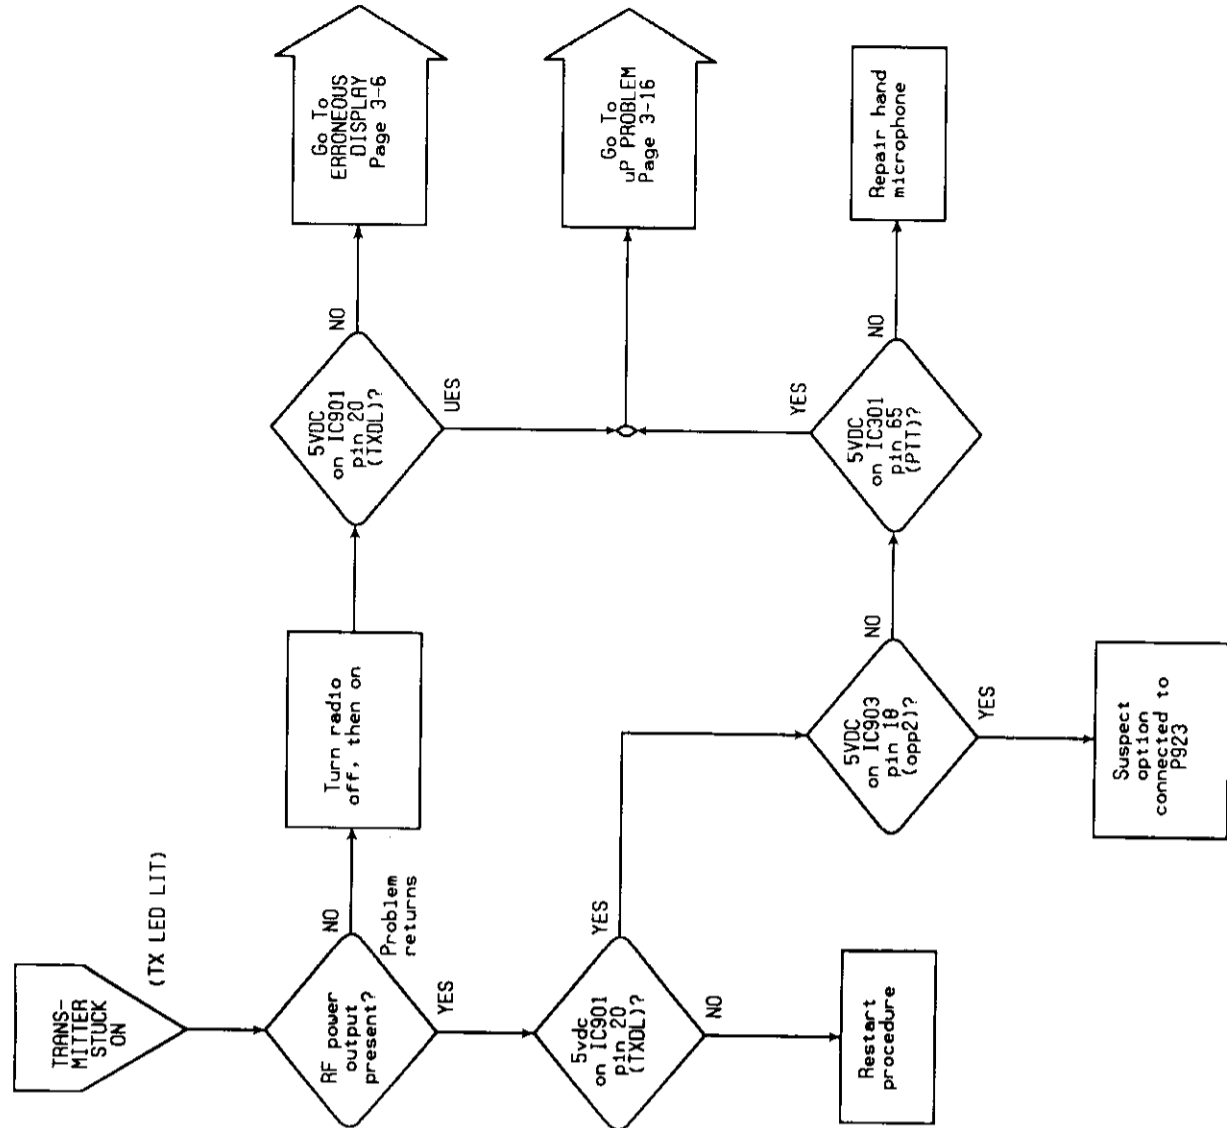 TRANS-
MITTER
STUCK
ON
(TX LED LIT)
RF power
output
present?
NO
Problem
returns
YES
Turn radio
off, then on
5VDC
on IC901
pin 20
(TXDL)?
NO
UES
Go To
ERRONEOUS
DISPLAY
Page 3-6
5vdc
on IC901
pin 20
(TXDL)?
YES
NO
Restart
procedure
Go To
uP PROBLEM
Page 3-16
5VDC
on IC903
pin 10
(opp2)?
NO
YES
Suspect
option
connected to
P923
5VDC
on IC301
pin 65
(PTT)?
YES
NO
Repair hand
microphone